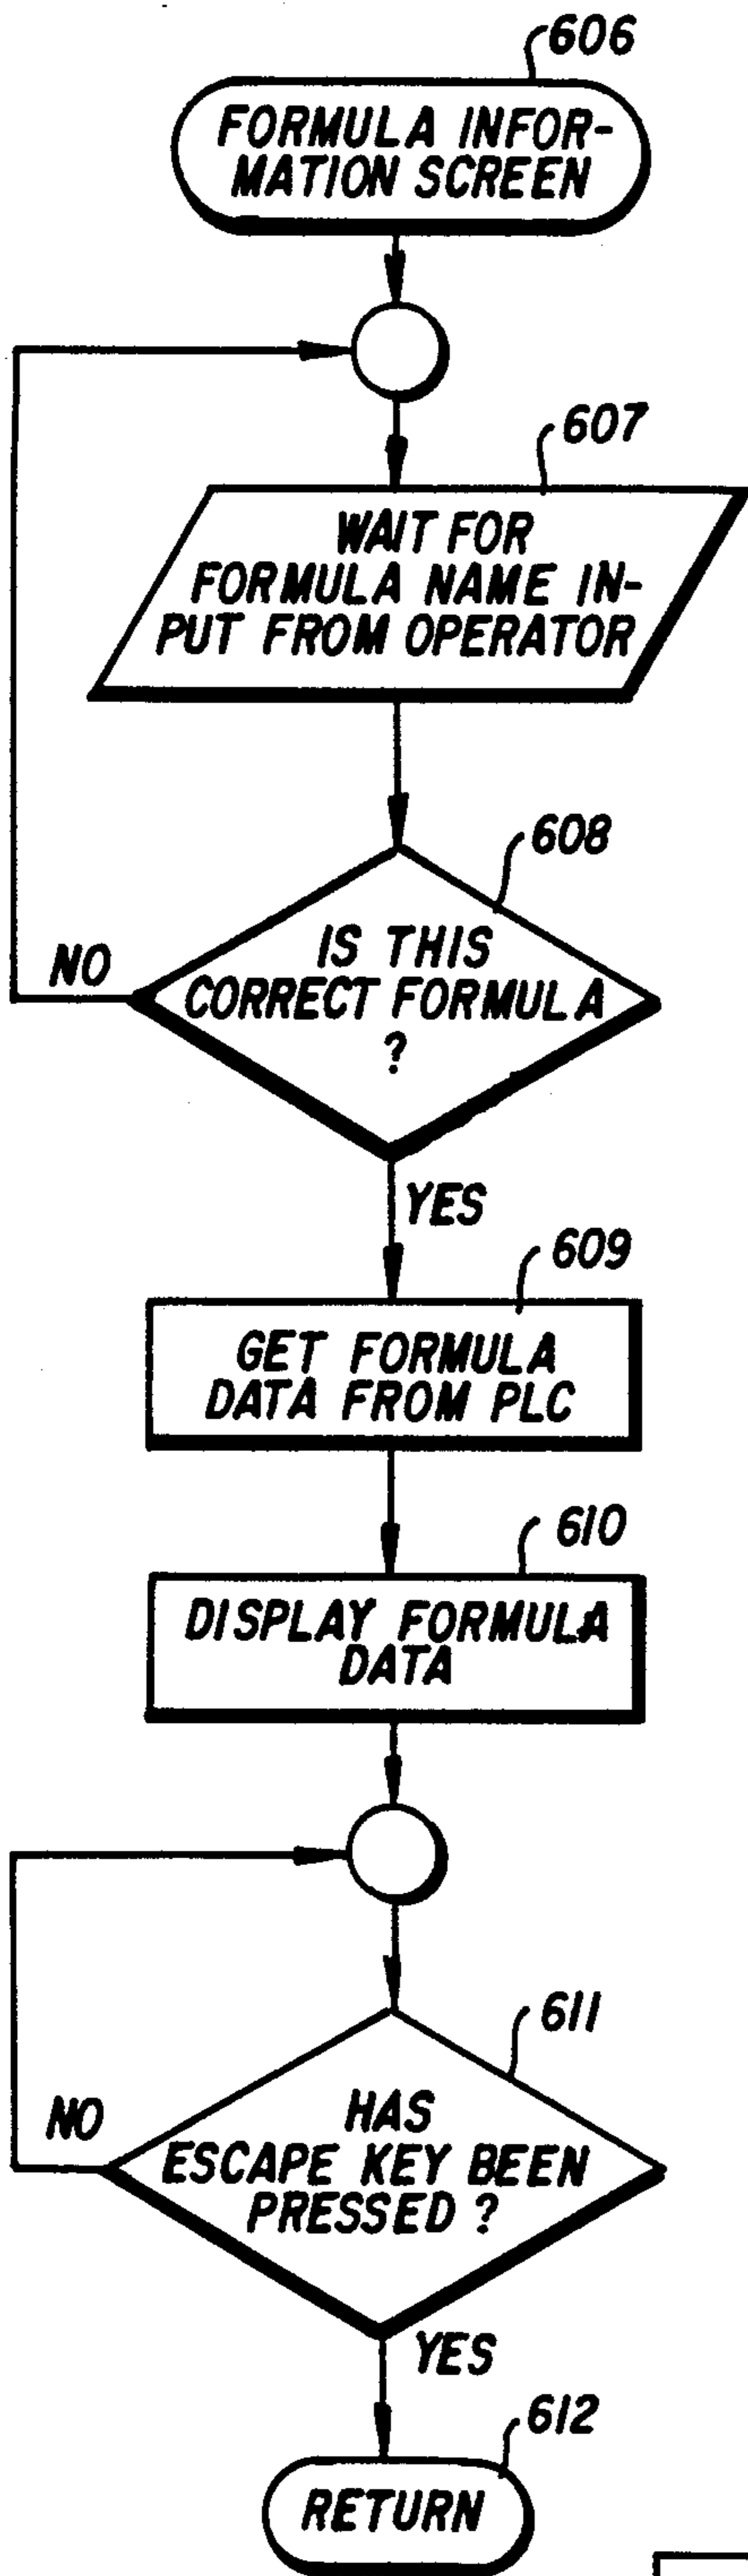 606
FORMULA INFOR-
MATION SCREEN
607
WAIT FOR
FORMULA NAME IN-
PUT FROM OPERATOR
608
IS THIS
CORRECT FORMULA
?
NO
YES
609
GET FORMULA
DATA FROM PLC
610
DISPLAY FORMULA
DATA
611
HAS
ESCAPE KEY BEEN
PRESSED ?
NO
YES
612
RETURN